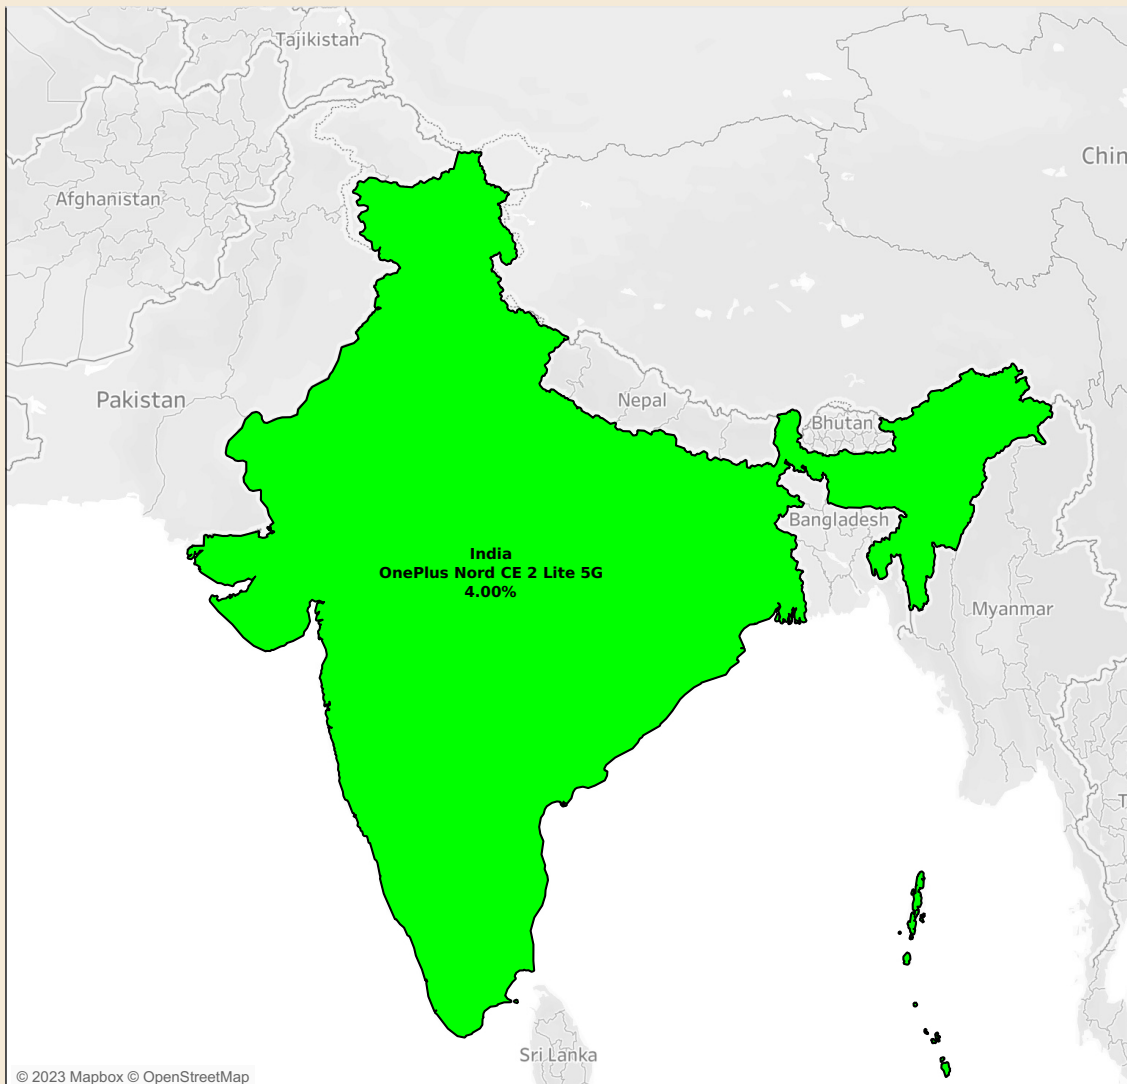 Tajikistan
Chin
Afghanistan
Pakistan
Nepal
Bhutan
Bangladesh
India
OnePlus Nord CE 2 Lite 5G
4.00%
Myanmar
T
Sri Lanka
© 2023 Mapbox © OpenStreetMap